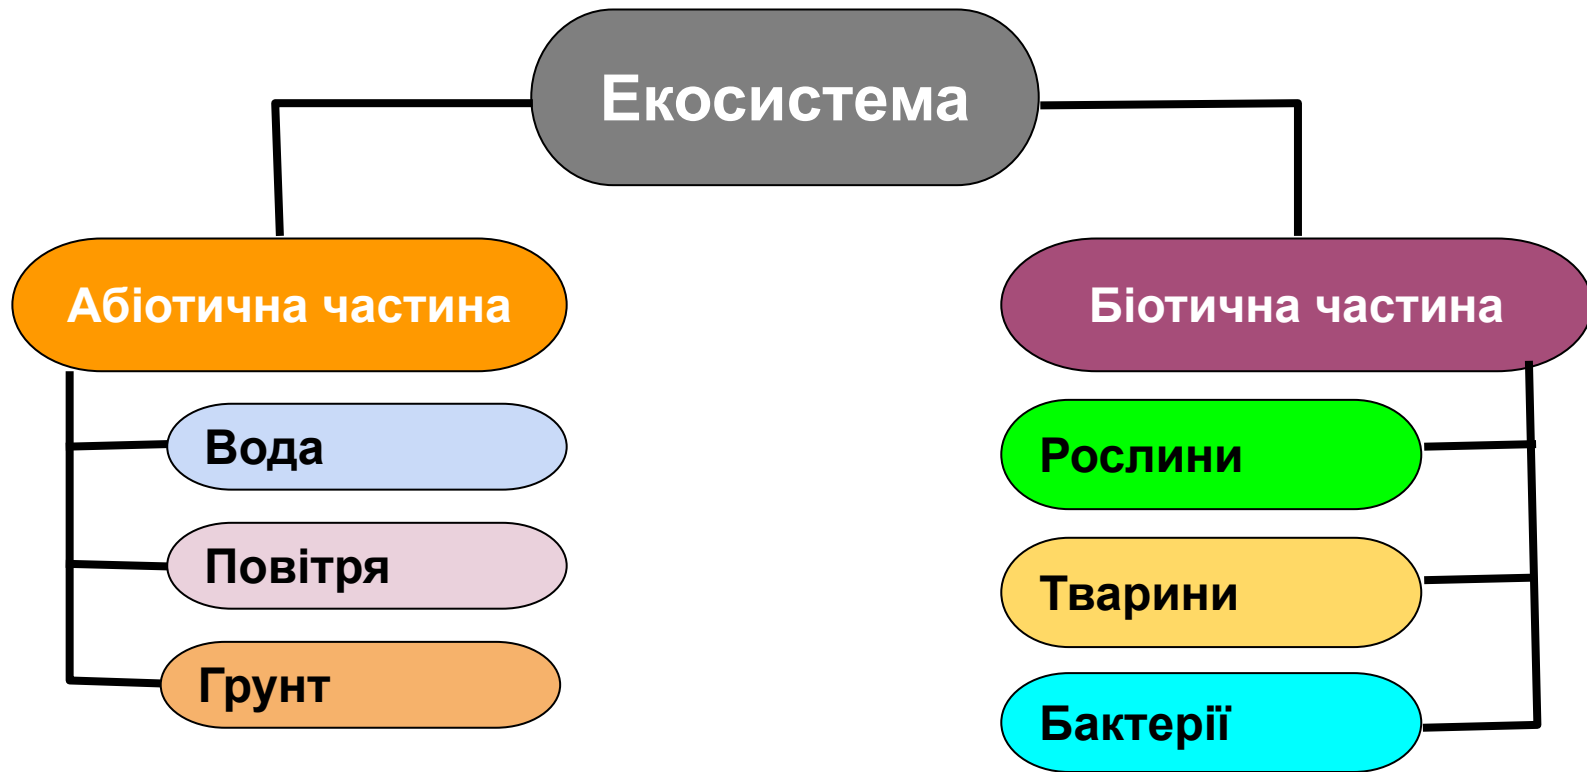 Екосистема
Абіотична частина
Біотична частина
Вода
Повітря
Грунт
Рослини
Тварини
Бактерії